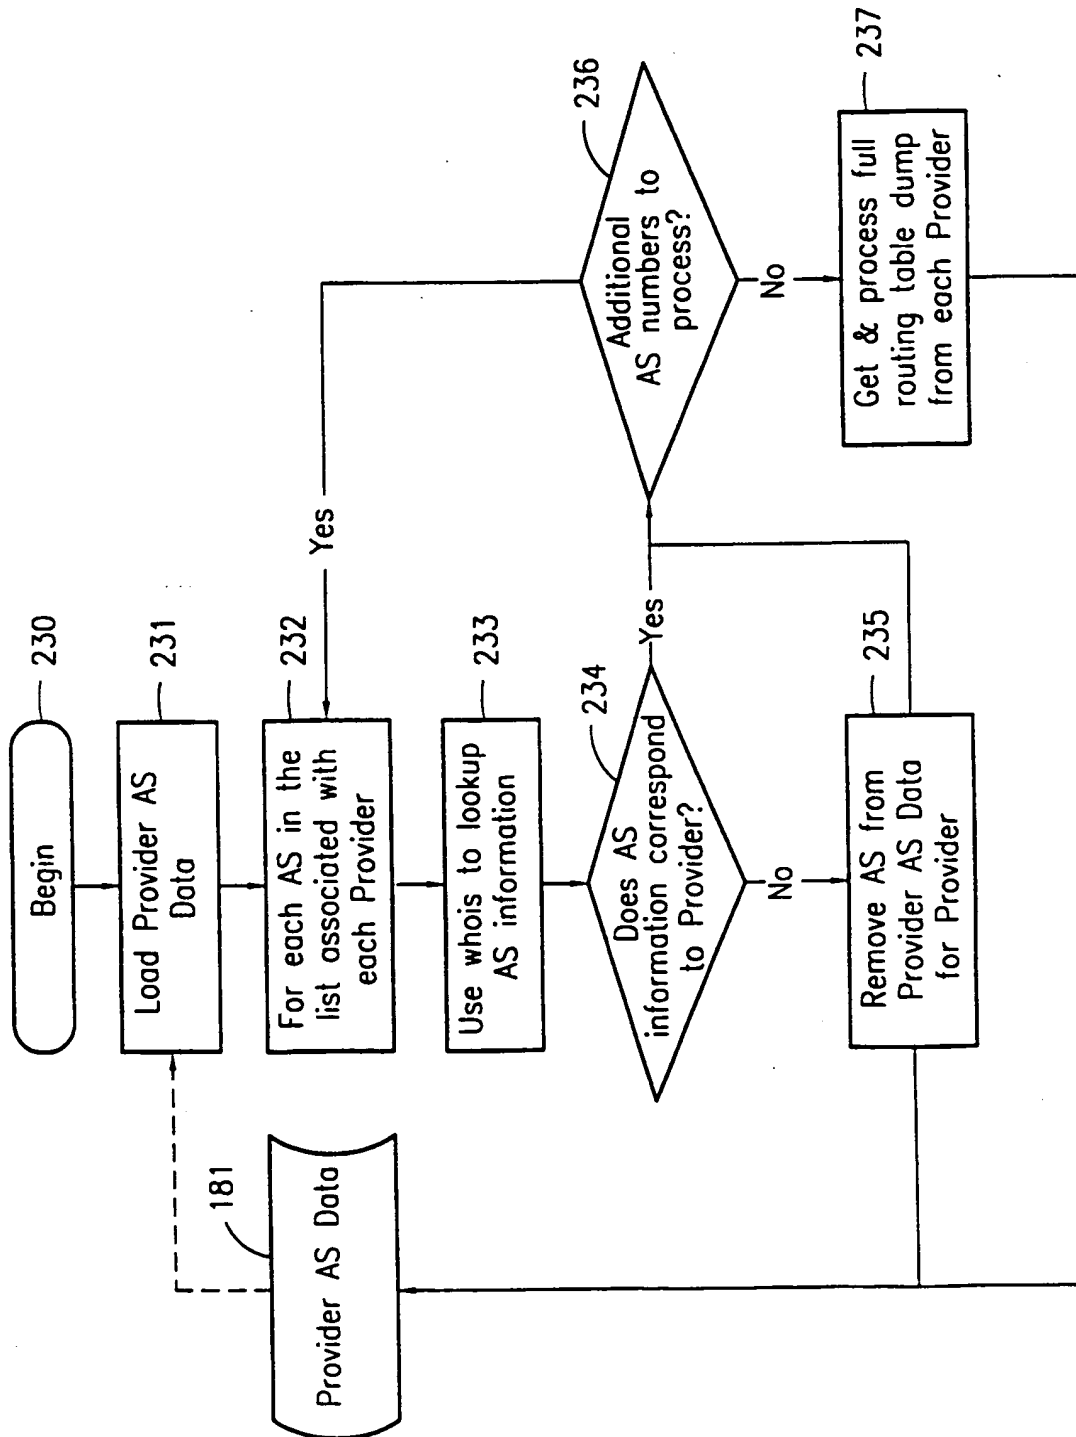 Begin
230
Load Provider AS
Data
231
For each AS in the
list associated with
each Provider
232
Use whois to lookup
AS information
233
Does AS
information correspond
to Provider?
234
Yes
No
Remove AS from
Provider AS Data
for Provider
235
Additional
AS numbers to
process?
236
Yes
No
Get & process full
routing table dump
from each Provider
237
Provider AS Data
181